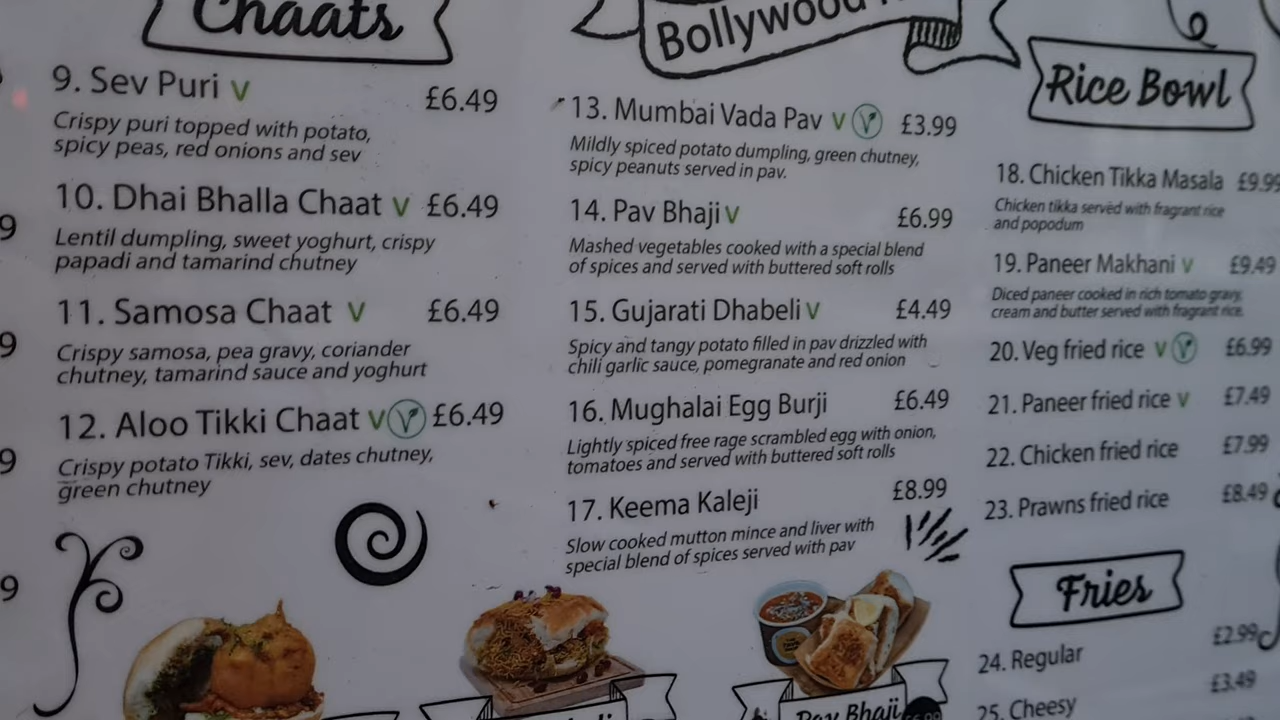 Chaats
9. Sev Puri V £6.49
Crispy puri topped with potato,
spicy peas, red onions and sev
10. Dhai Bhalla Chaat V £6.49
Lentil dumpling, sweet yoghurt, crispy
papadi and tamarind chutney
11. Samosa Chaat V £6.49
Crispy samosa, pea gravy, coriander
chutney, tamarind sauce and yoghurt
12. Aloo Tikki Chaat V £6.49
Crispy potato Tikki, sev, dates chutney,
green chutney
Bollywood
13. Mumbai Vada Pav V £3.99
Mildly spiced potato dumpling, green chutney,
spicy peanuts served in pav.
14. Pav Bhaji V £6.99
Mashed vegetables cooked with a special blend
of spices and served with buttered soft rolls
15. Gujarati Dhabeli V £4.49
Spicy and tangy potato filled in pav drizzled with
chili garlic sauce, pomegranate and red onion
16. Mughalai Egg Burji £6.49
Lightly spiced free rage scrambled egg with onion,
tomatoes and served with buttered soft rolls
17. Keema Kaleji £8.99
Slow cooked mutton mince and liver with
special blend of spices served with pav
Pav Bhaji
Rice Bowl
18. Chicken Tikka Masala £9.99
Chicken tikka served with fragrant rice
and popodum
19. Paneer Makhani V £9.49
Diced paneer cooked in rich tomato gravy,
cream and butter served with fragrant rice.
20. Veg fried rice V £6.99
21. Paneer fried rice V £7.49
22. Chicken fried rice £7.99
23. Prawns fried rice £8.49
Fries
24. Regular £2.99
25. Cheesy £3.49